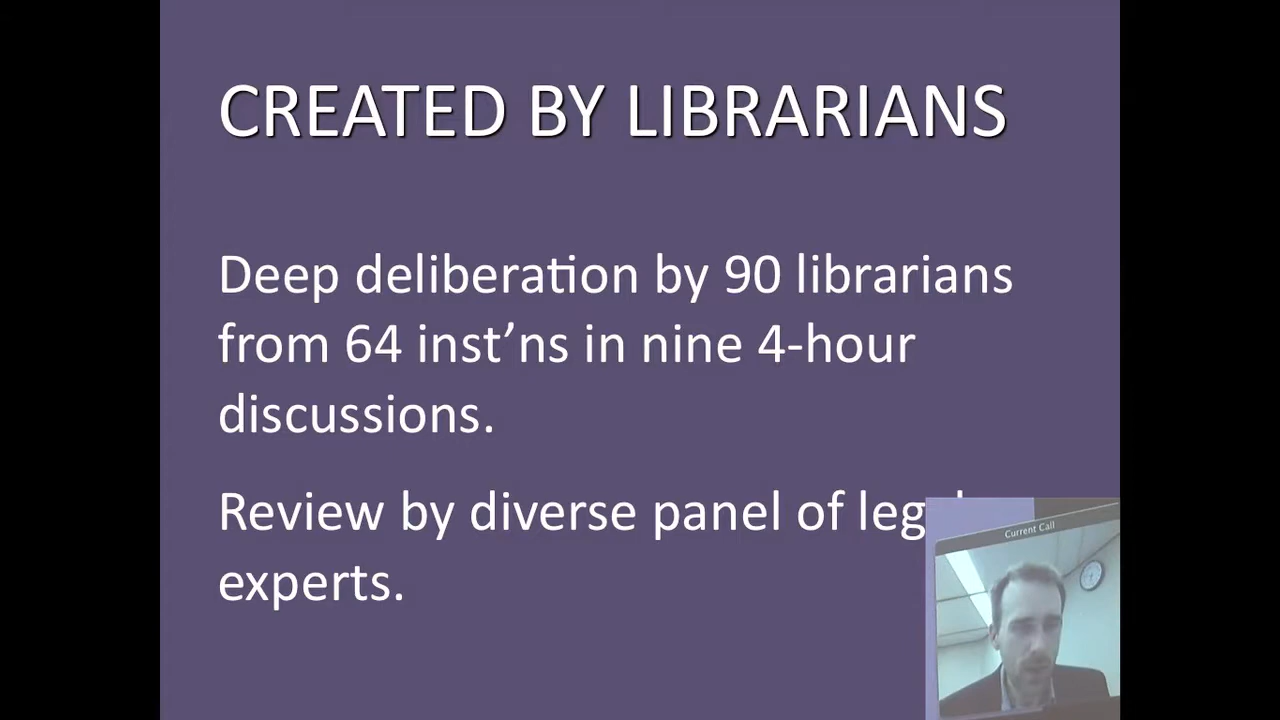 CREATED BY LIBRARIANS
Deep deliberation by 90 librarians
from 64 inst’ns in nine 4-hour
discussions.
Review by diverse panel of legal
experts.
Current Call